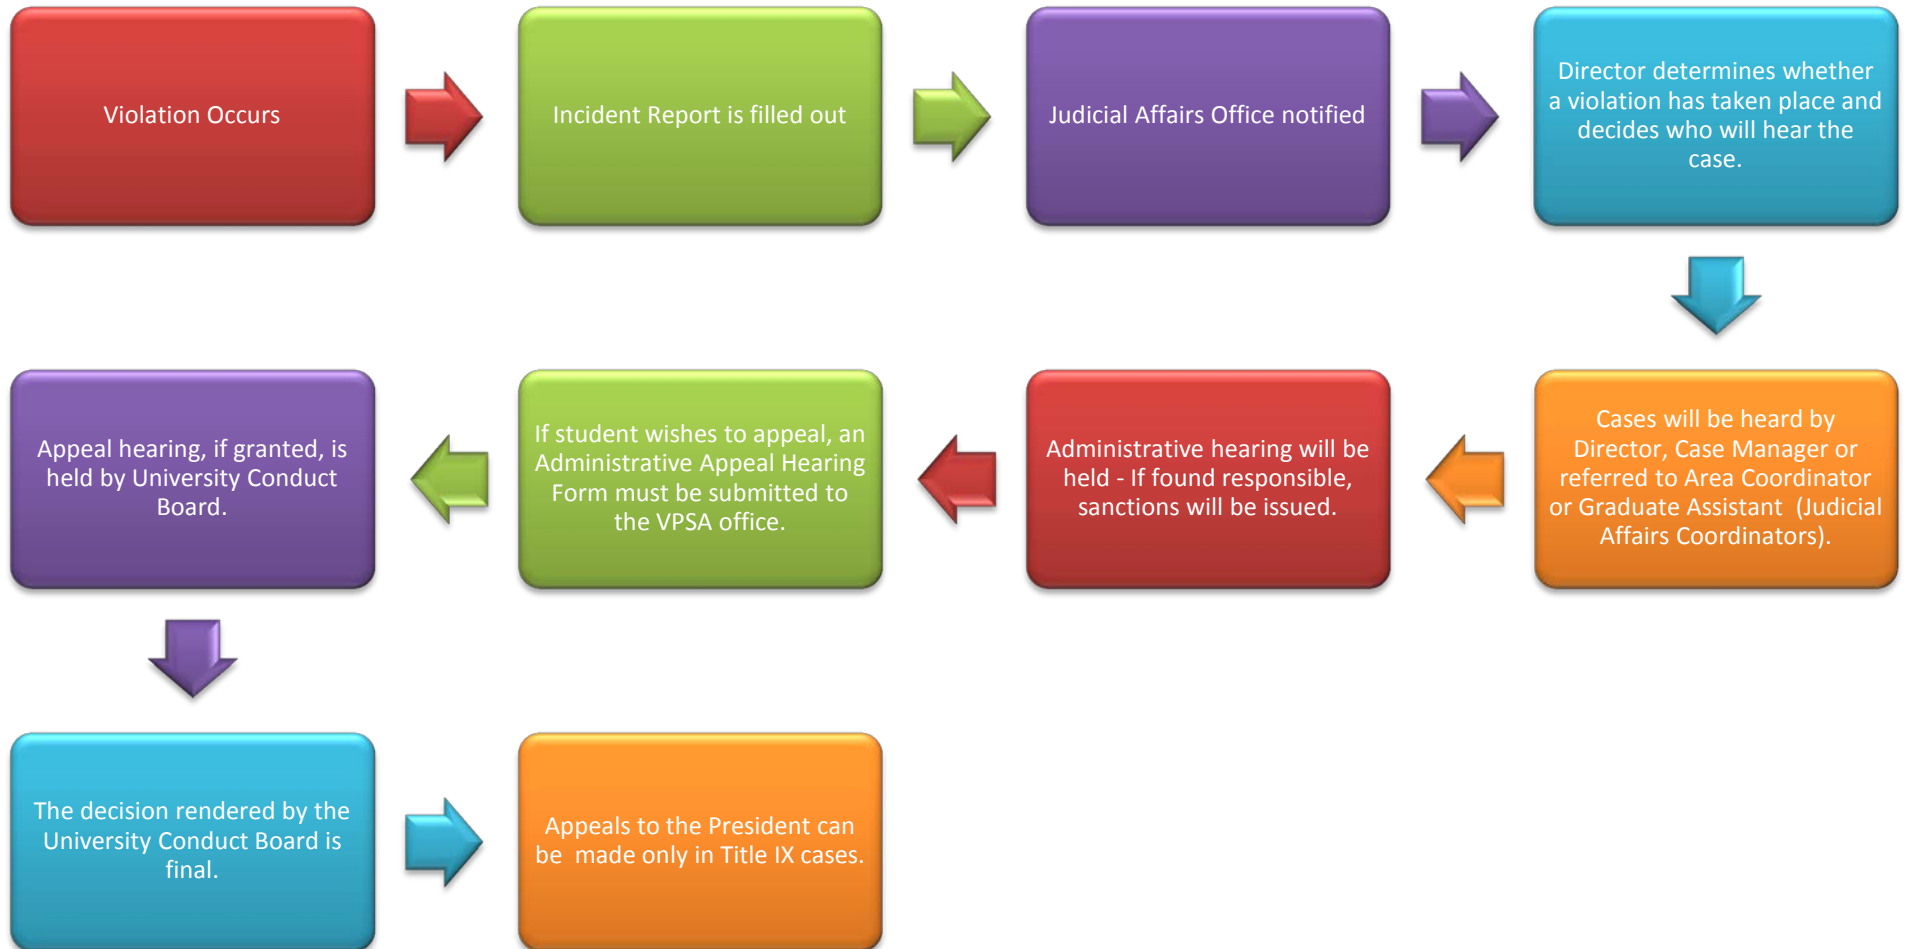 Violation Occurs
Incident Report is filled out
Judicial Affairs Office notified
Director determines whether
a violation has taken place and
decides who will hear the
case.
Cases will be heard by
Director, Case Manager or
referred to Area Coordinator
or Graduate Assistant (Judicial
Affairs Coordinators).
Administrative hearing will be
held - If found responsible,
sanctions will be issued.
If student wishes to appeal, an
Administrative Appeal Hearing
Form must be submitted to
the VPSA office.
Appeal hearing, if granted, is
held by University Conduct
Board.
The decision rendered by the
University Conduct Board is
final.
Appeals to the President can
be made only in Title IX cases.